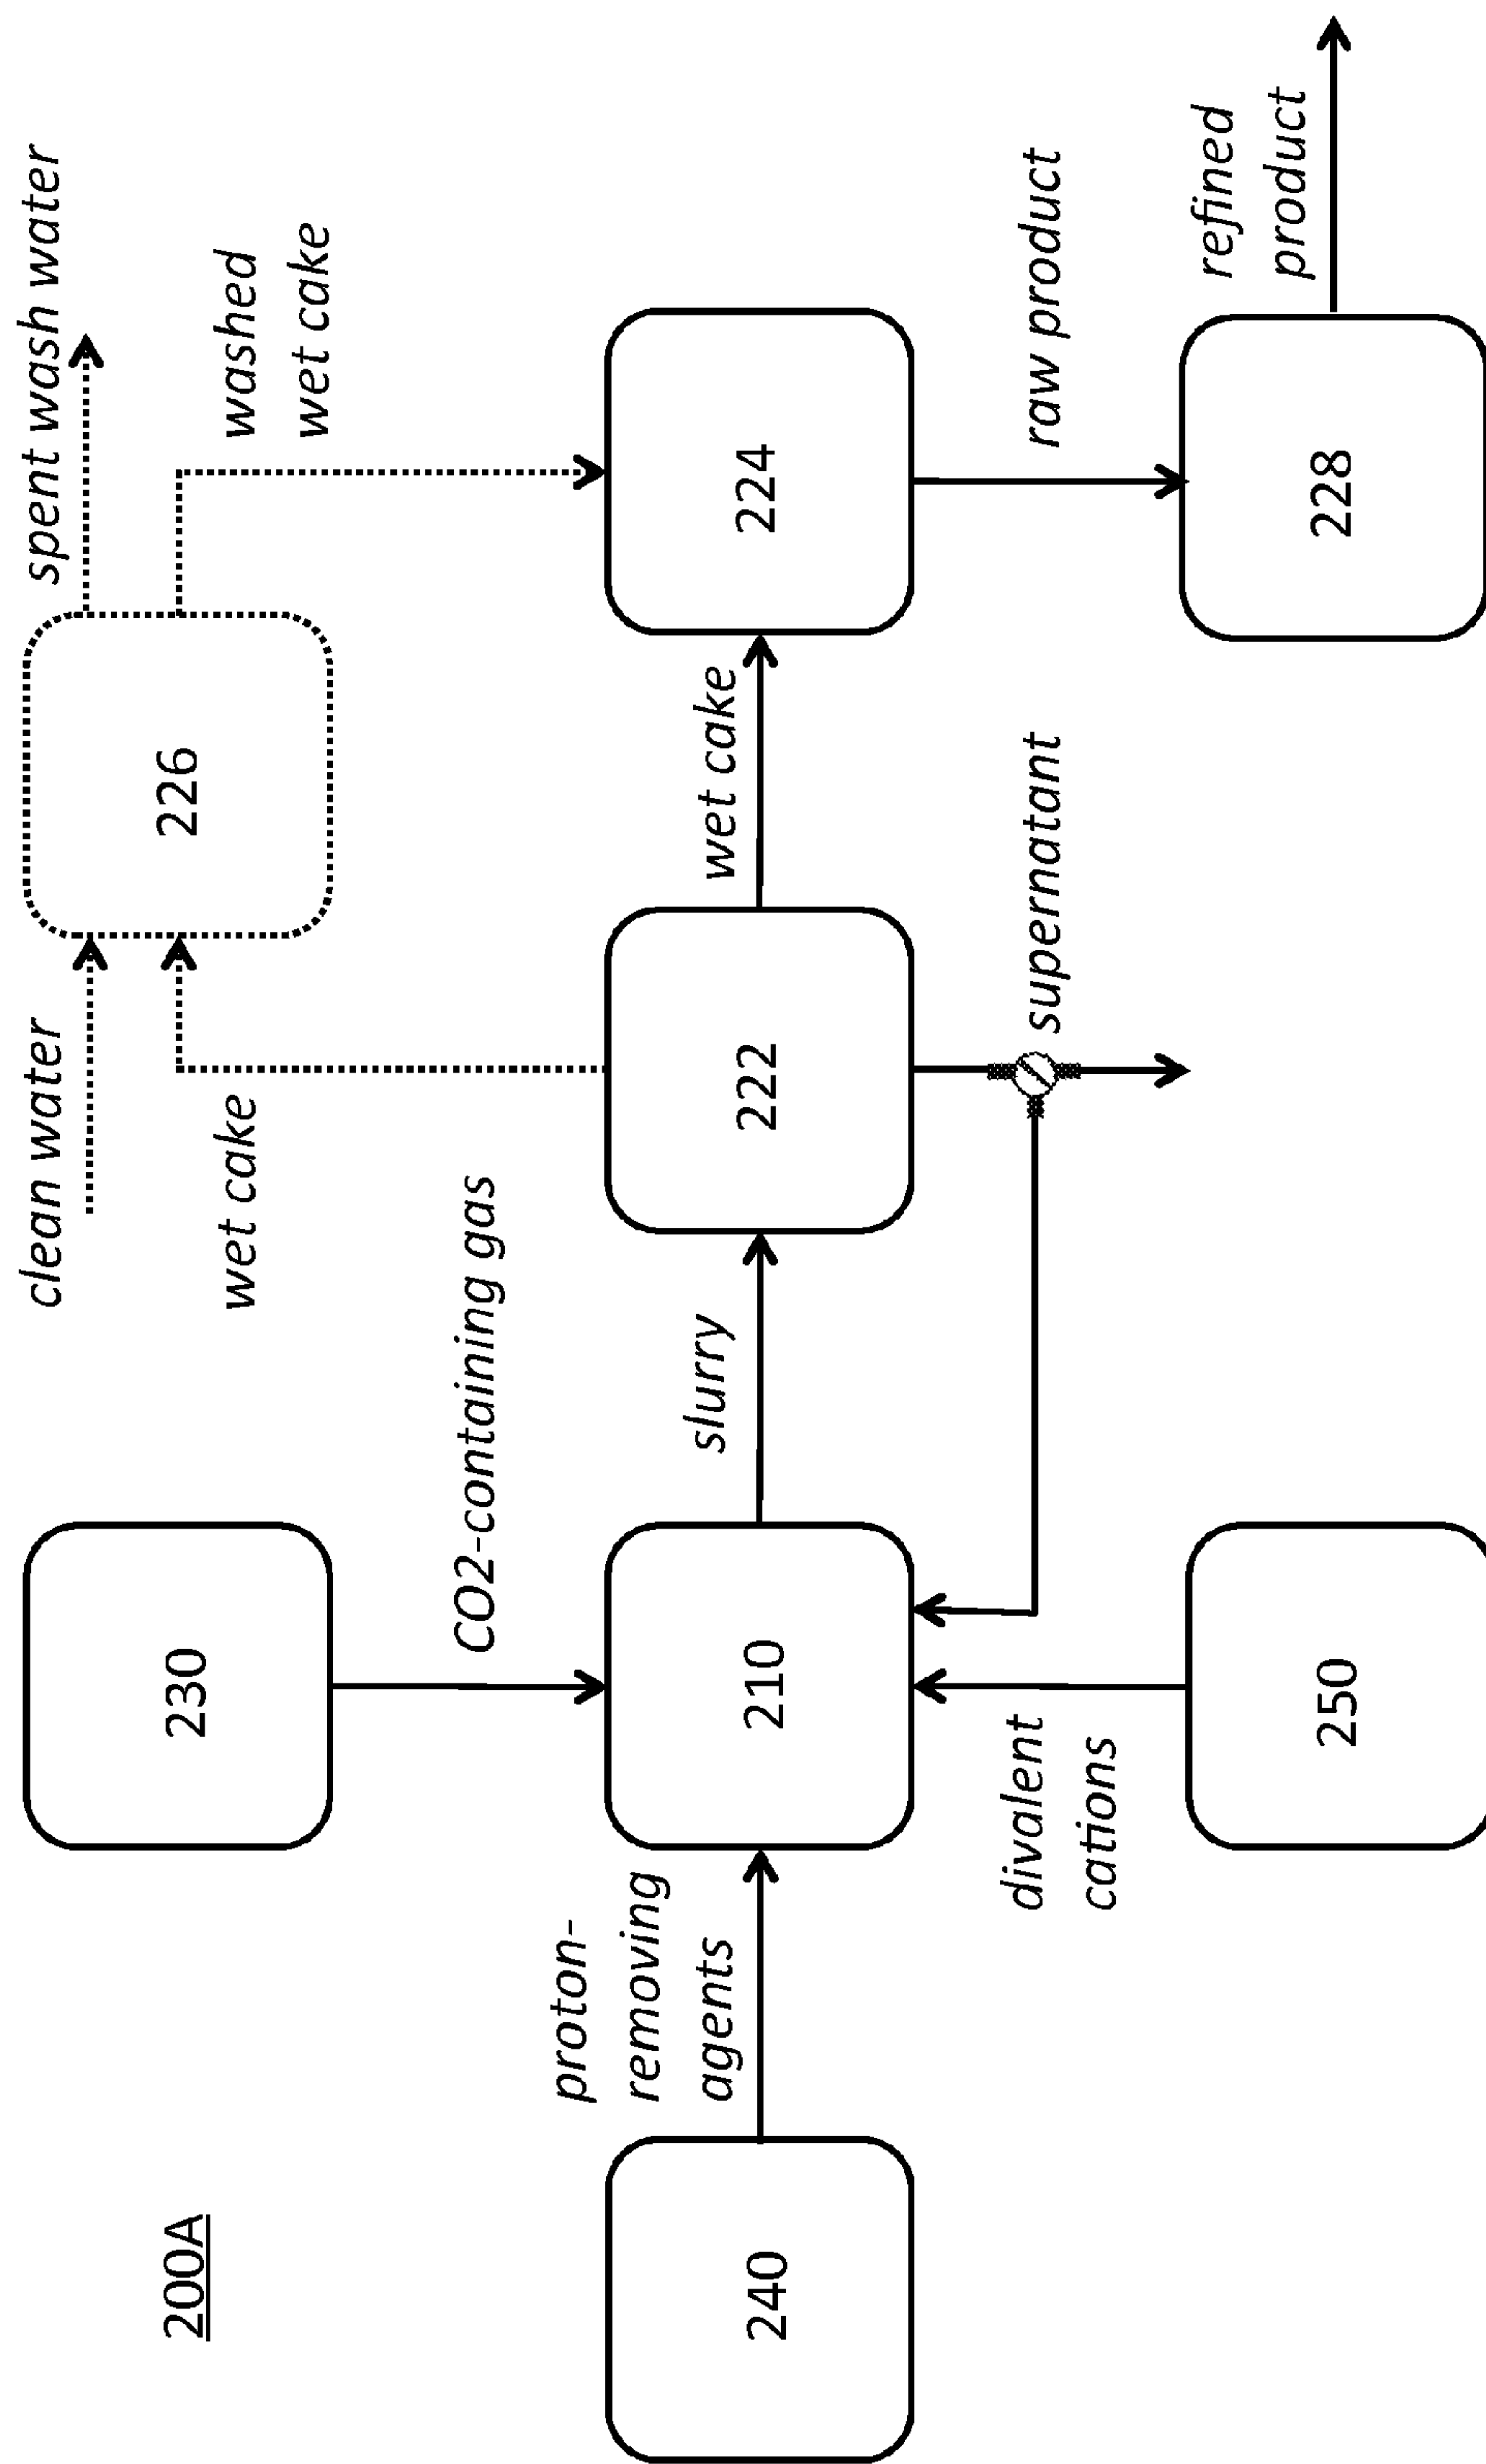 200A
clean water
spent wash water
230
226
wet cake
washed
wet cake
CO2-containing gas
proton-
removing
agents
slurry
wet cake
240
210
222
224
divalent
cations
supernatant
raw product
refined
product
250
228